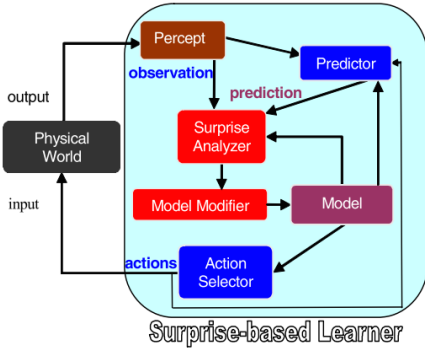 Percept
Predictor
observation
output
prediction
Surprise
Analyzer
Physical
World
input
Model Modifier
Model
actions
Action
Selector
Surprise-based Learner